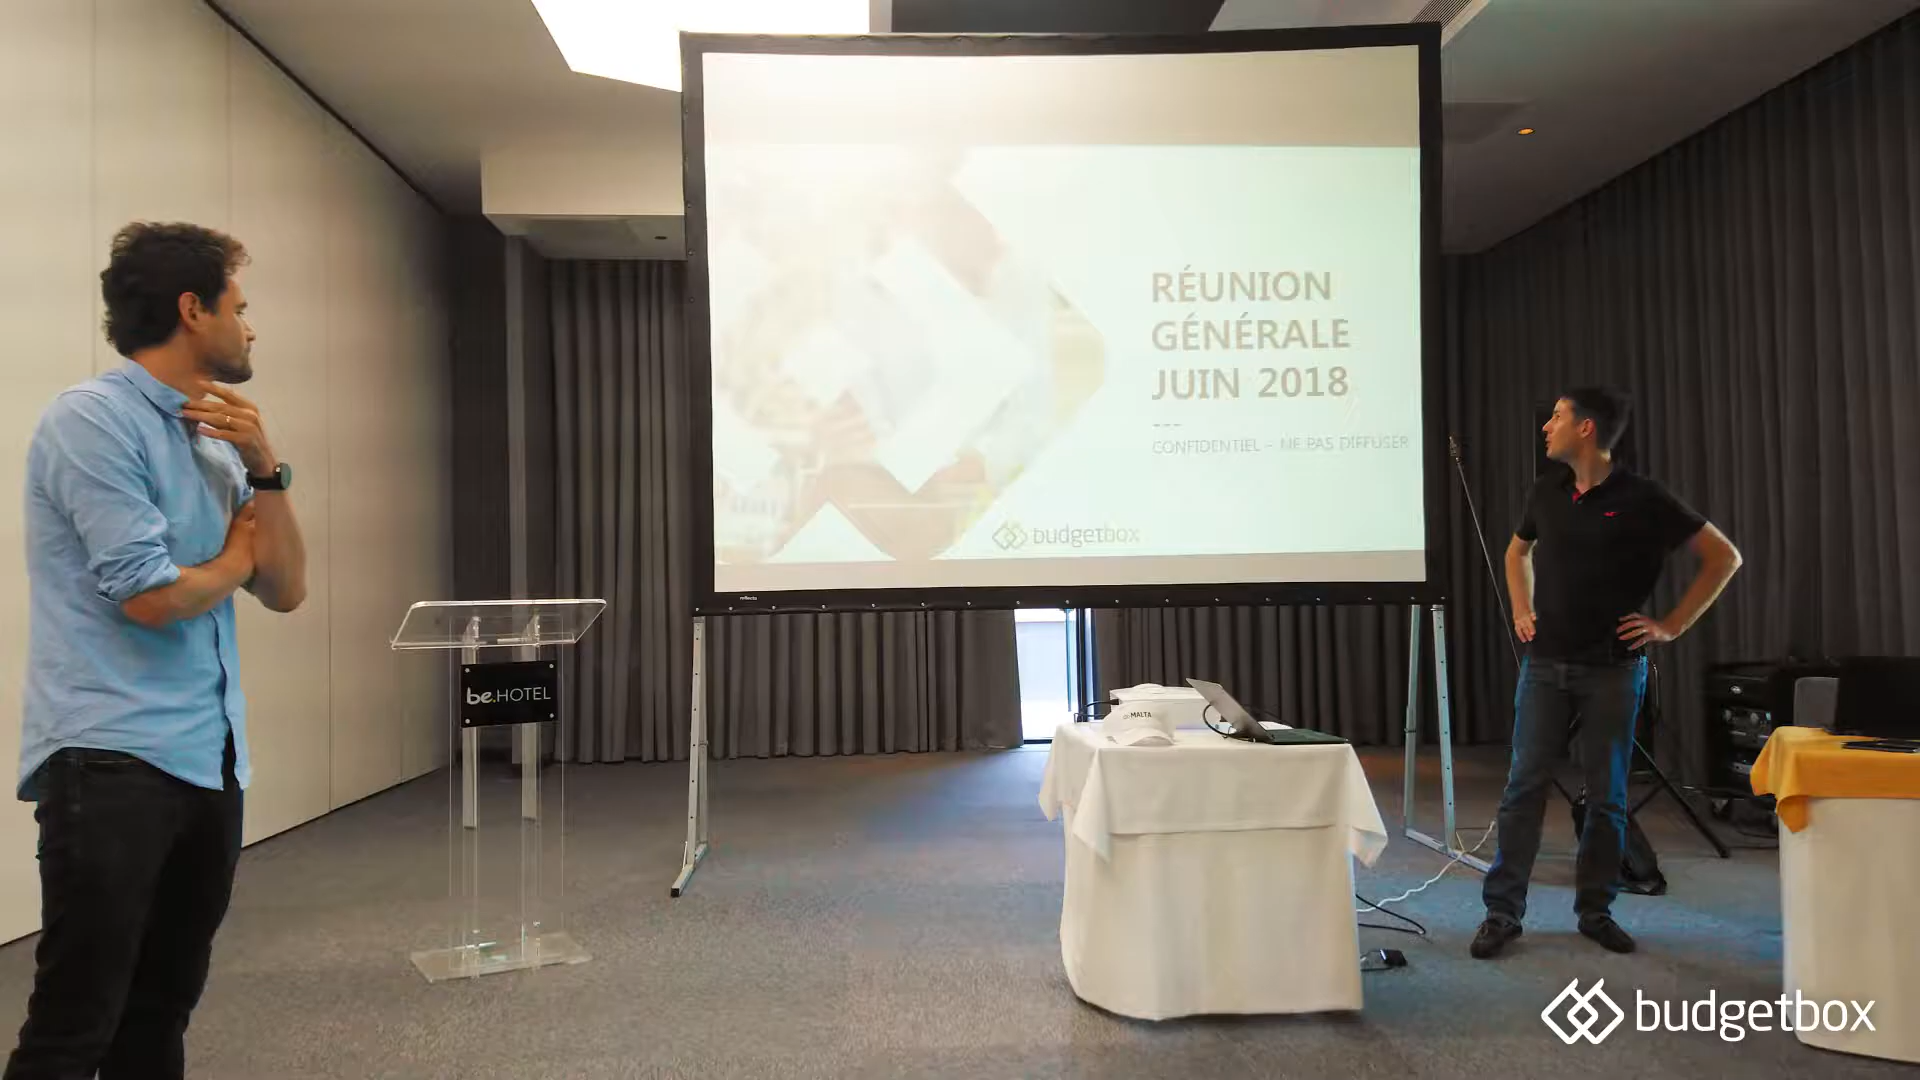 RÉUNION
GÉNÉRALE
JUIN 2018
---
CONFIDENTIEL – NE PAS DIFFUSER
budgetbox
be.HOTEL
MALTA
budgetbox